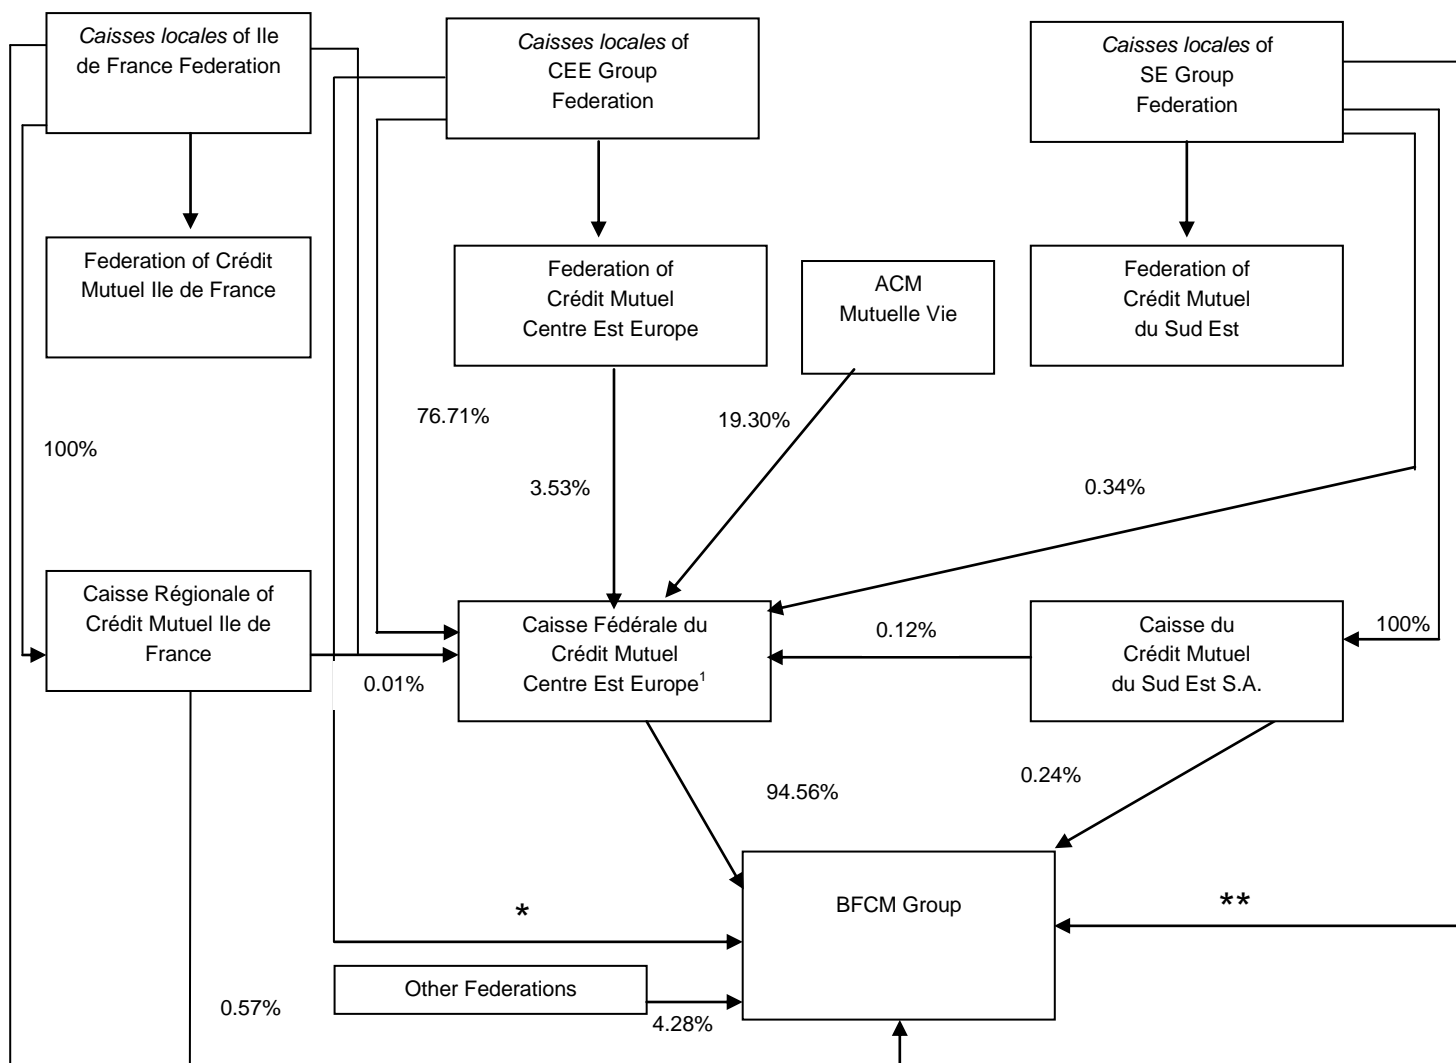 Caisses locales of Ile
de France Federation
Caisses locales of
CEE Group
Federation
Caisses locales of
SE Group
Federation
Federation of Crédit
Mutuel Ile de France
Federation of
Crédit Mutuel
Centre Est Europe
ACM
Mutuelle Vie
Federation of
Crédit Mutuel
du Sud Est
100%
76.71%
3.53%
19.30%
0.34%
Caisse Régionale of
Crédit Mutuel Ile de
France
0.01%
Caisse Fédérale du
Crédit Mutuel
Centre Est Europe¹
0.12%
Caisse du
Crédit Mutuel
du Sud Est S.A.
100%
94.56%
0.24%
*
BFCM Group
**
Other Federations
0.57%
4.28%